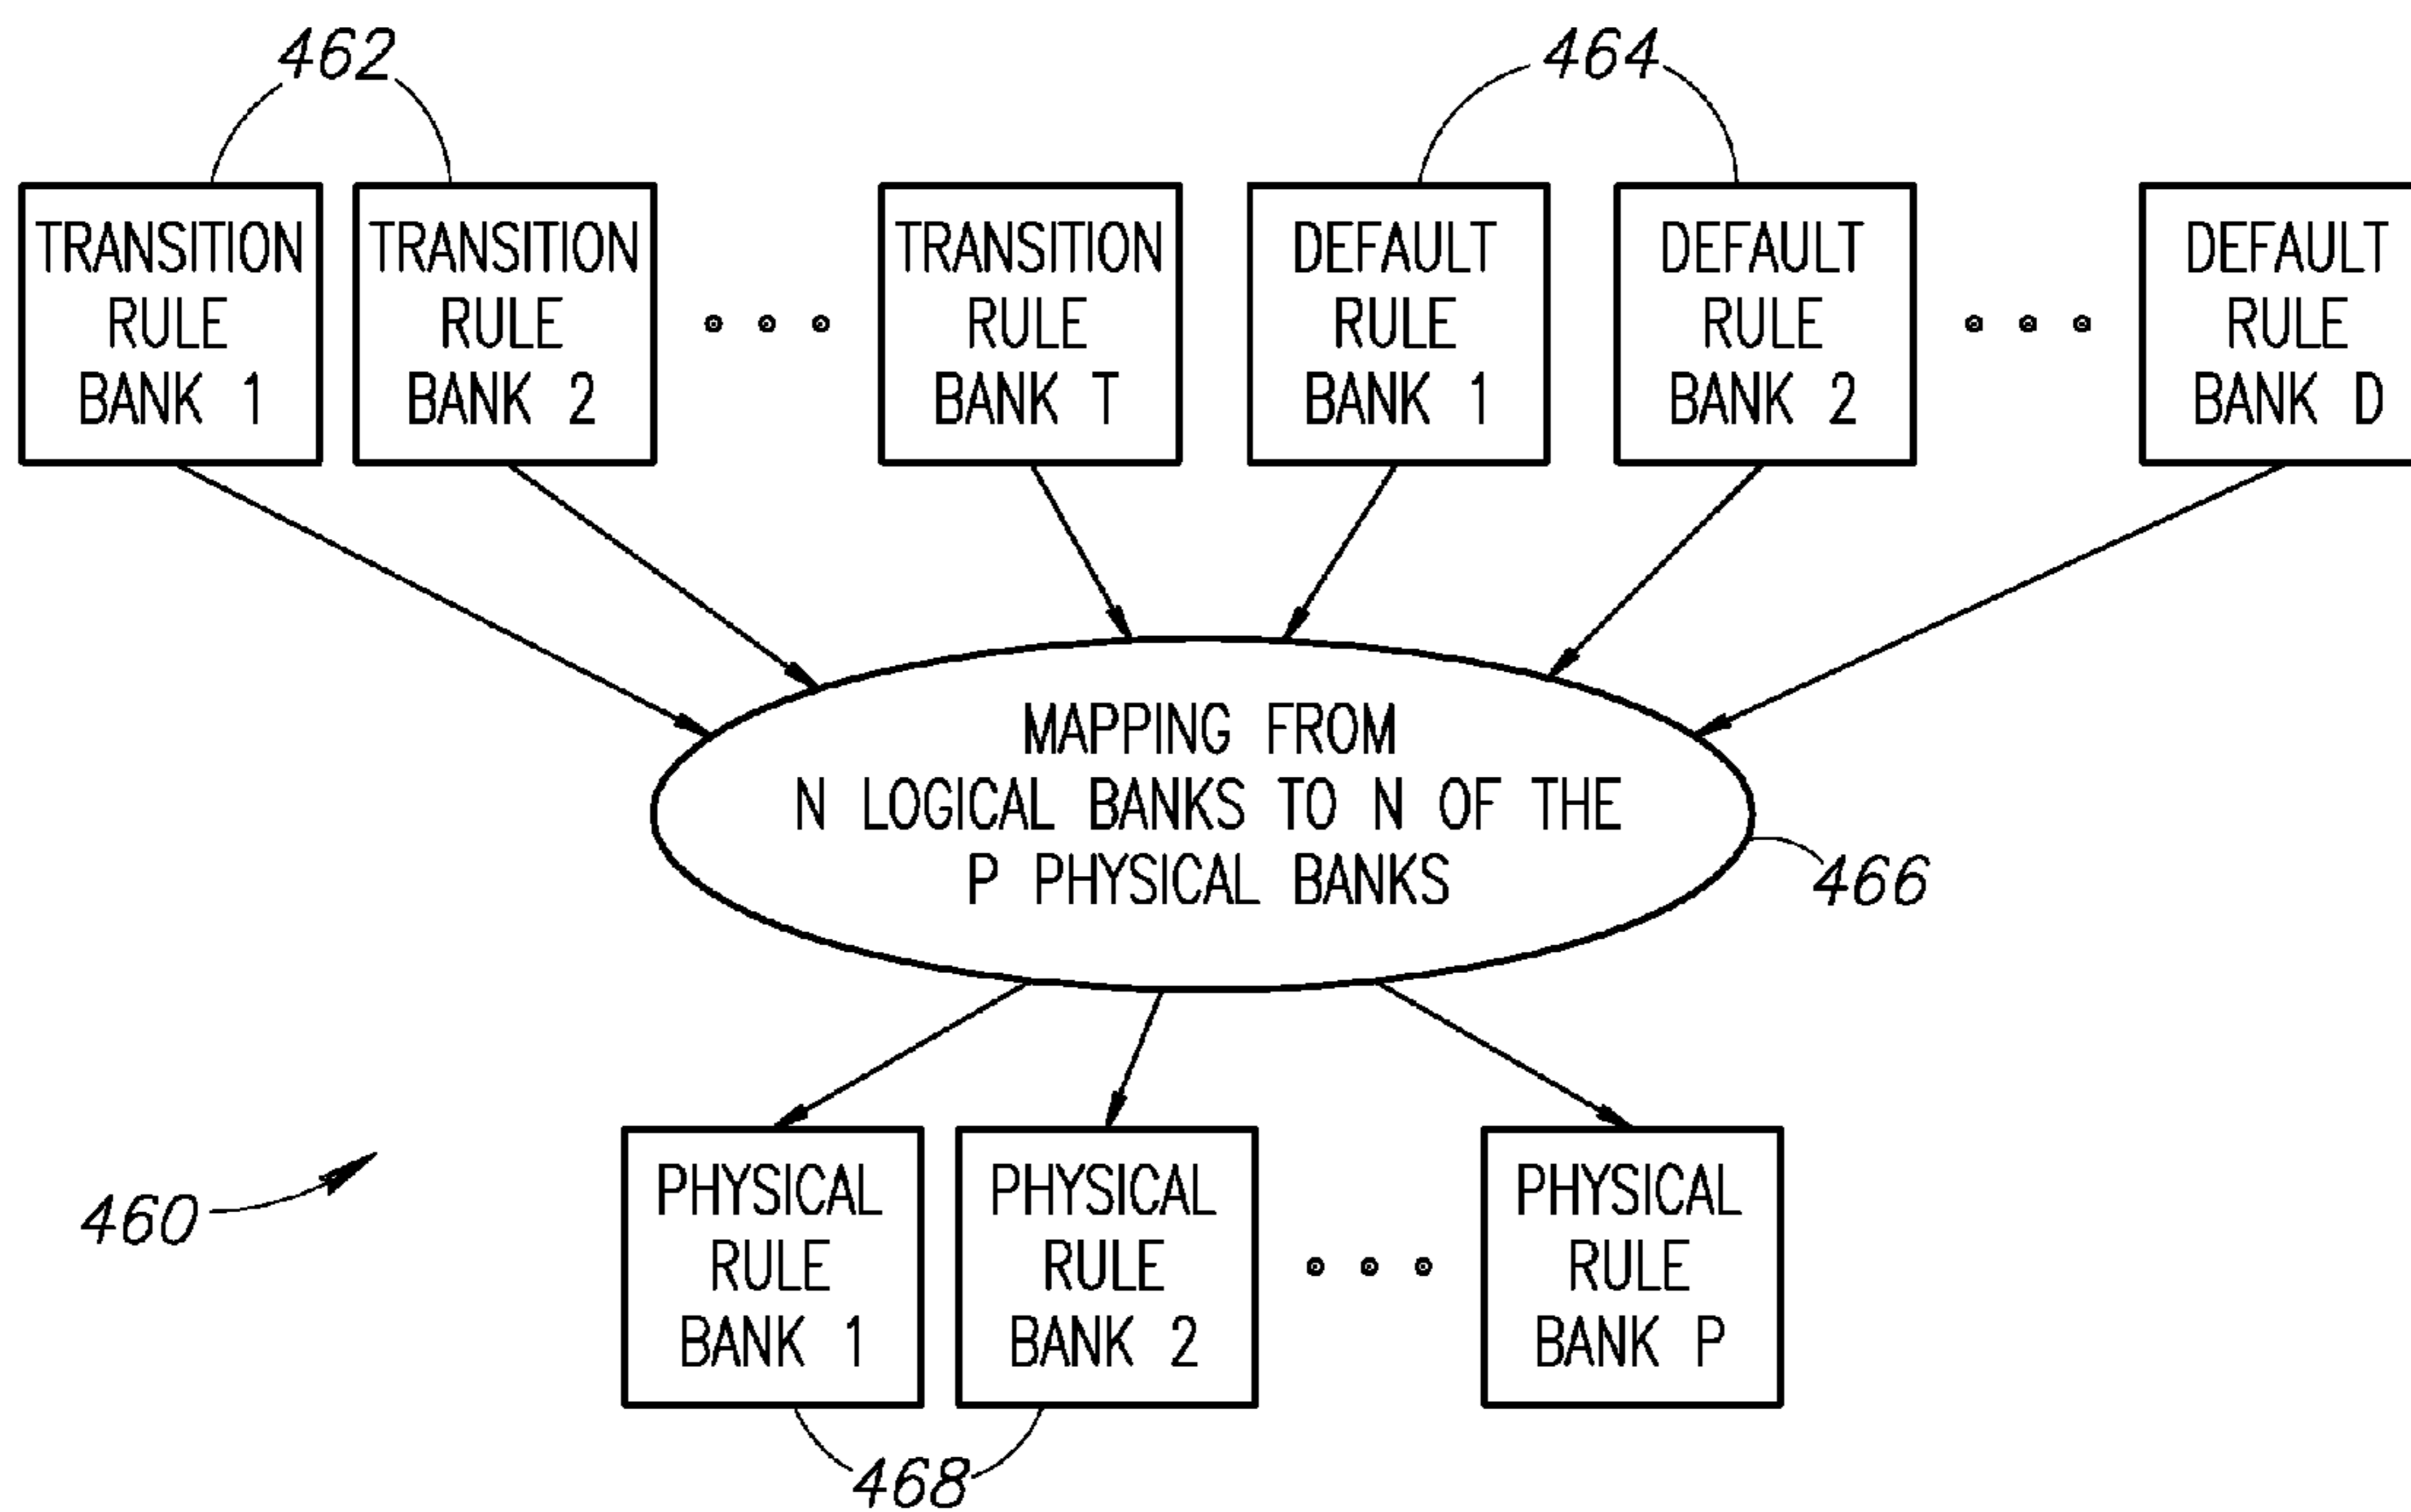 462
464
TRANSITION
RULE
BANK 1
TRANSITION
RULE
BANK 2
TRANSITION
RULE
BANK T
DEFAULT
RULE
BANK 1
DEFAULT
RULE
BANK 2
DEFAULT
RULE
BANK D
MAPPING FROM
N LOGICAL BANKS TO N OF THE
P PHYSICAL BANKS
466
460
PHYSICAL
RULE
BANK 1
PHYSICAL
RULE
BANK 2
PHYSICAL
RULE
BANK P
468